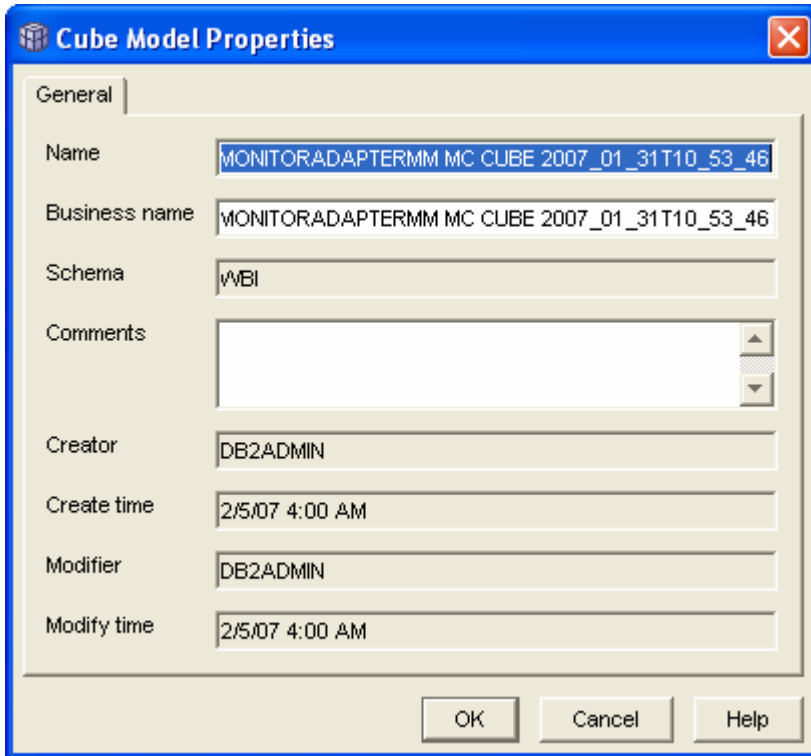 Cube Model Properties
General
Name MONITORADAPTERMM MC CUBE 2007_01_31T10_53_46
Business name MONITORADAPTERMM MC CUBE 2007_01_31T10_53_46
Schema WBI
Comments
Creator DB2ADMIN
Create time 2/5/07 4:00 AM
Modifier DB2ADMIN
Modify time 2/5/07 4:00 AM
OK Cancel Help